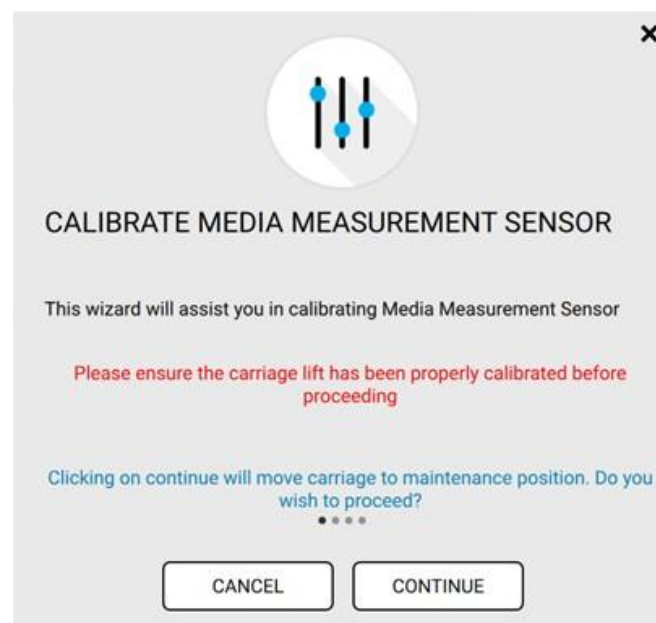 CALIBRATE MEDIA MEASUREMENT SENSOR
This wizard will assist you in calibrating Media Measurement Sensor
Please ensure the carriage lift has been properly calibrated before
proceeding
Clicking on continue will move carriage to maintenance position. Do you
wish to proceed?
CANCEL
CONTINUE